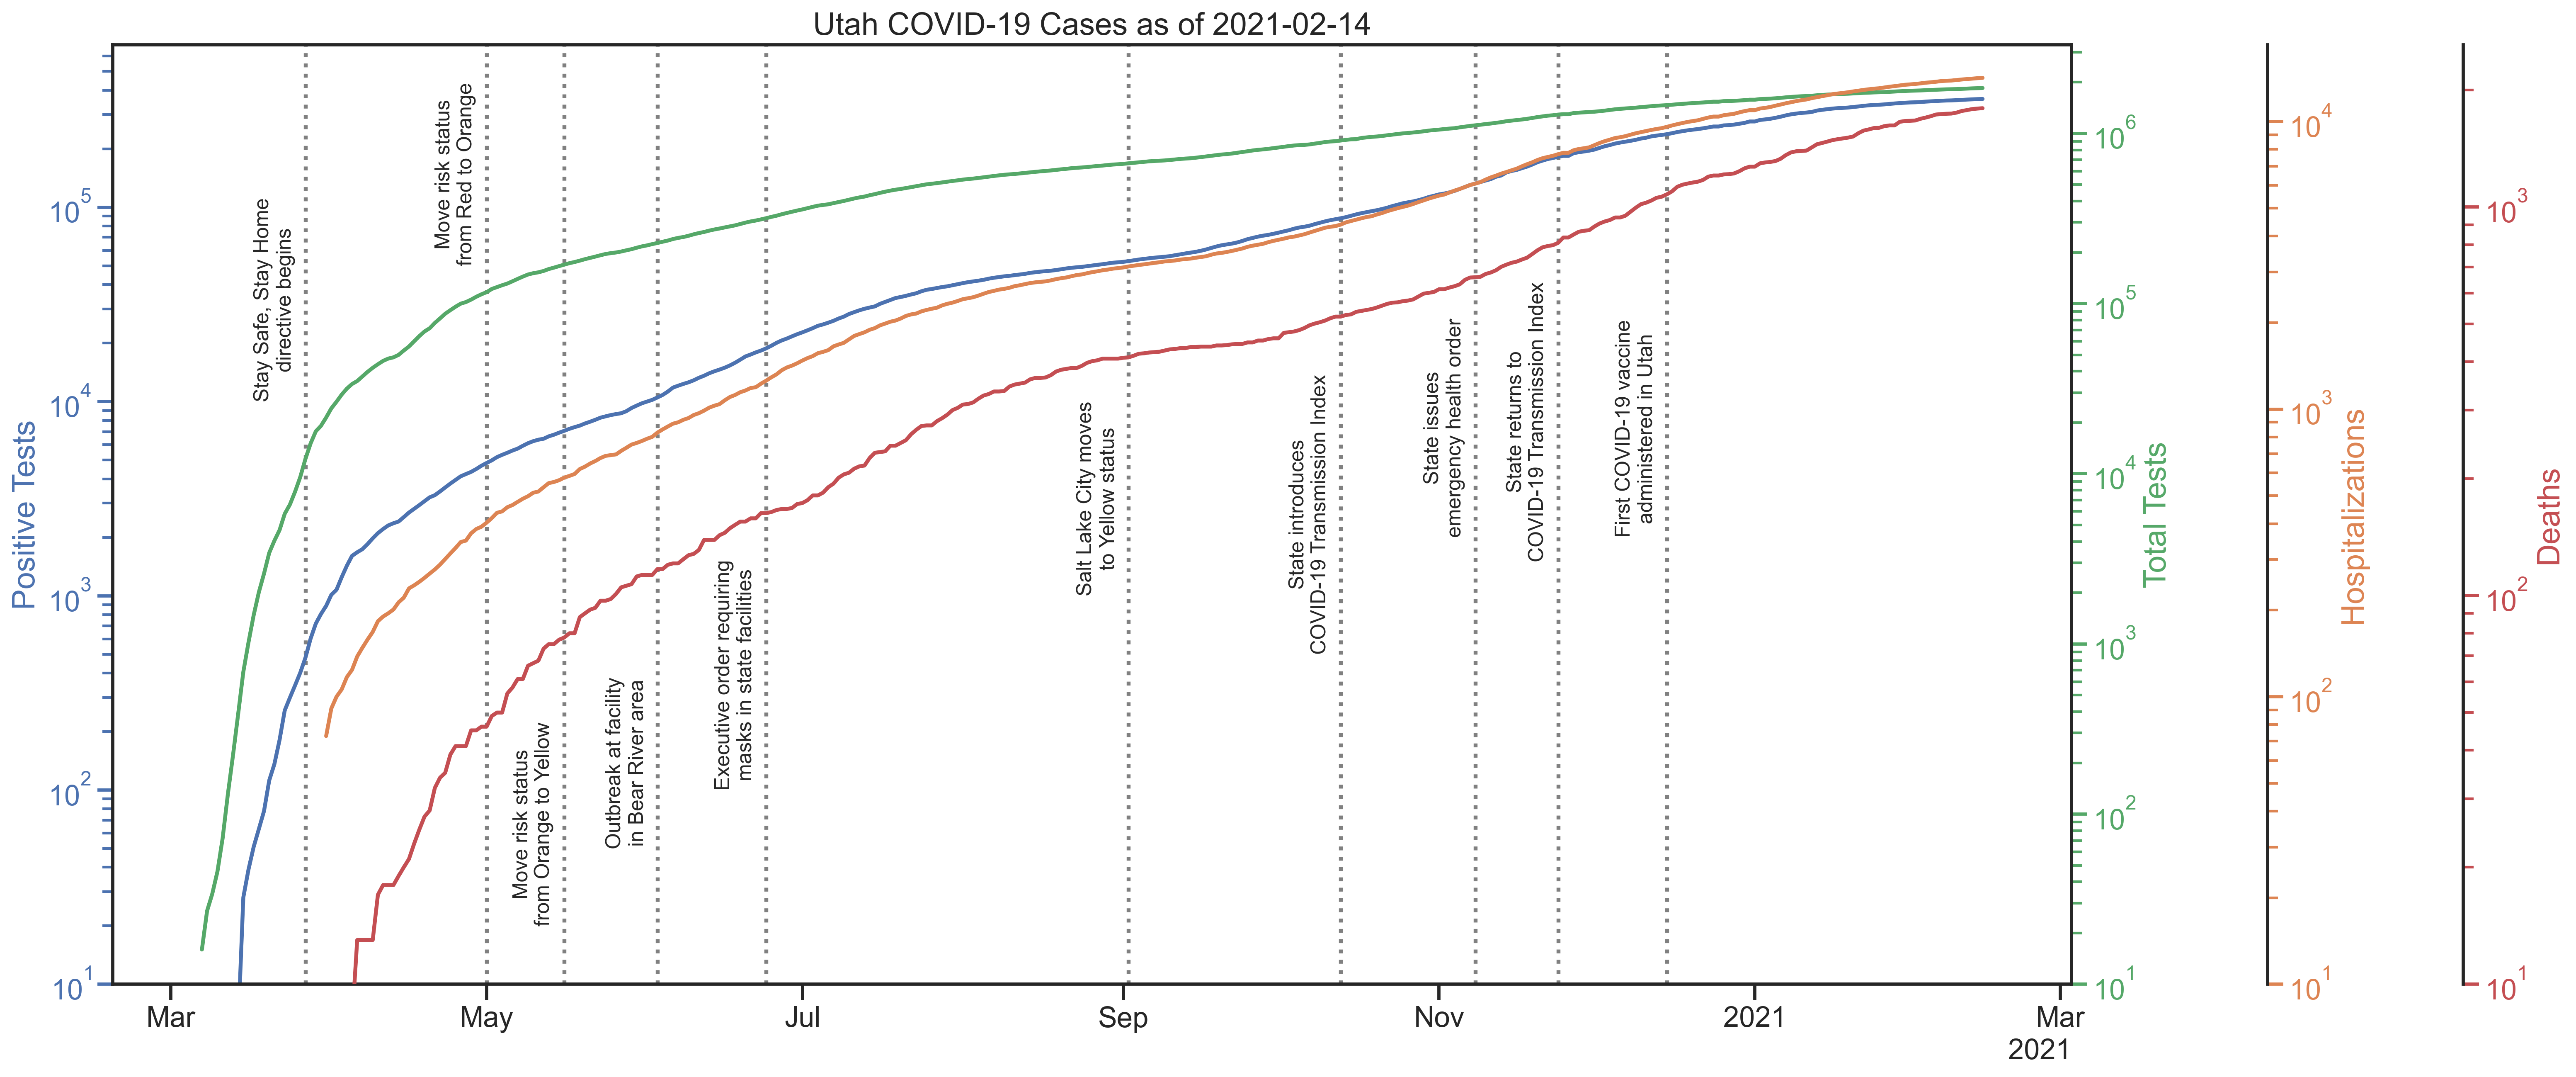 Utah COVID-19 Cases as of 2021-02-14
Positive Tests
10^5
10^4
10^3
10^2
10^1
Stay Safe, Stay Home
directive begins
Move risk status
from Red to Orange
Move risk status
from Orange to Yellow
Outbreak at facility
in Bear River area
Executive order requiring
masks in state facilities
Salt Lake City moves
to Yellow status
State introduces
COVID-19 Transmission Index
State issues
emergency health order
State returns to
COVID-19 Transmission Index
First COVID-19 vaccine
administered in Utah
Mar
May
Jul
Sep
Nov
2021
Mar
2021
10^6
10^5
10^4
10^3
10^2
10^1
Total Tests
10^4
10^3
10^2
10^1
Hospitalizations
10^3
10^2
10^1
Deaths